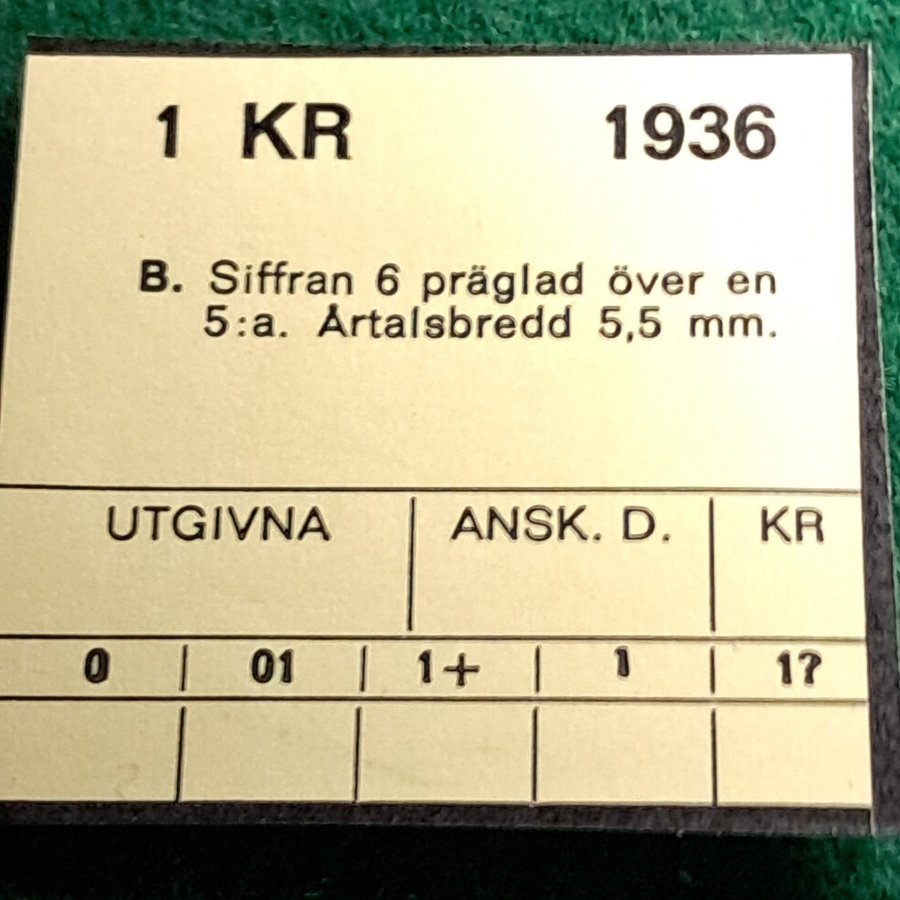 1 KR 1936
B. Siffran 6 präglad över en
5:a. Årtalsbredd 5,5 mm.
UTGIVNA ANSK. D. KR
0 01 1+ 1 1?